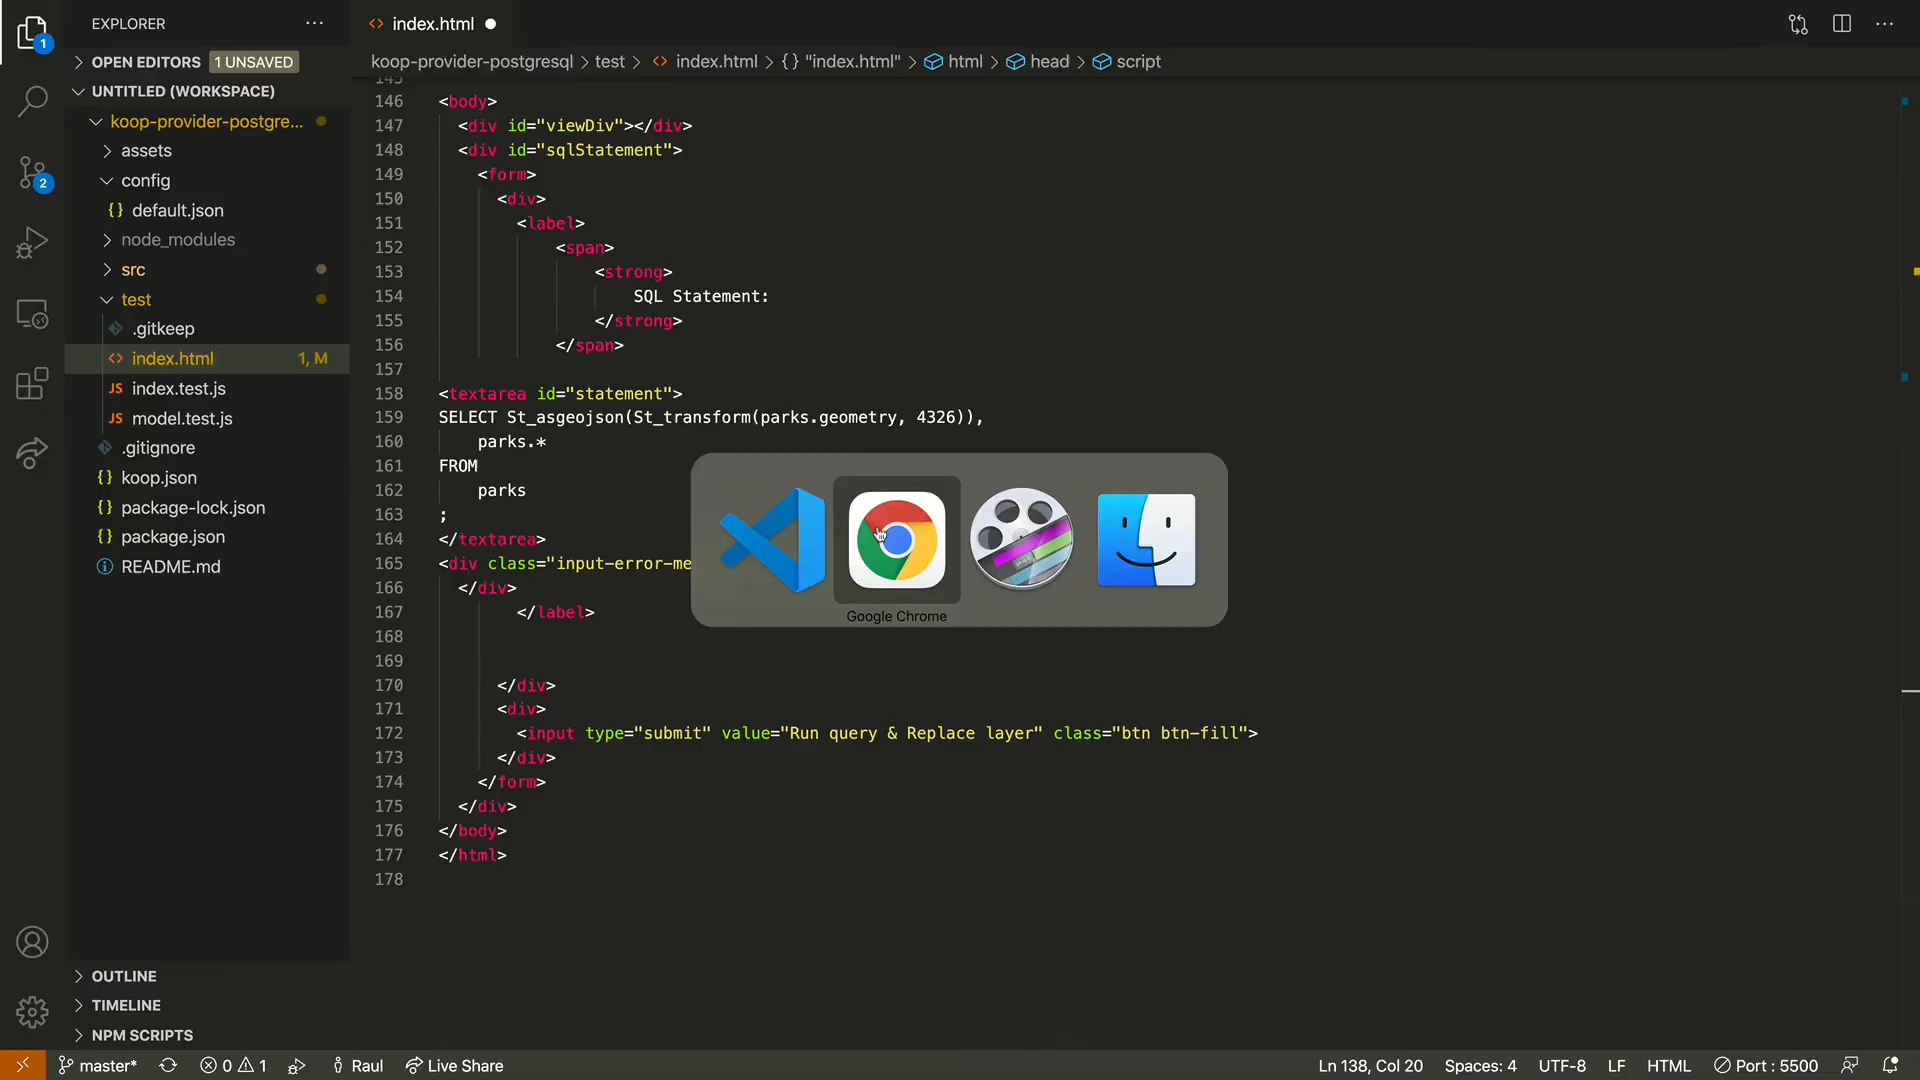 EXPLORER
OPEN EDITORS 1 UNSAVED
UNTITLED (WORKSPACE)
koop-provider-postgre...
assets
config
{} default.json
node_modules
src
test
.gitkeep
<> index.html 1, M
JS index.test.js
JS model.test.js
.gitignore
{} koop.json
{} package-lock.json
{} package.json
README.md
OUTLINE
TIMELINE
NPM SCRIPTS
1
2
<> index.html
koop-provider-postgresql > test > <> index.html > {} "index.html" > html > head > script
145
146 <body>
147 <div id="viewDiv"></div>
148 <div id="sqlStatement">
149 <form>
150 <div>
151 <label>
152 <span>
153 <strong>
154 SQL Statement:
155 </strong>
156 </span>
157
158 <textarea id="statement">
159 SELECT St_asgeojson(St_transform(parks.geometry, 4326)),
160 parks.*
161 FROM
162 parks
163 ;
164 </textarea>
165 <div class="input-error-me
166 </div>
167 </label>
168
169
170 </div>
171 <div>
172 <input type="submit" value="Run query & Replace layer" class="btn btn-fill">
173 </div>
174 </form>
175 </div>
176 </body>
177 </html>
178
Google Chrome
master* 0 1 Raul Live Share Ln 138, Col 20 Spaces: 4 UTF-8 LF HTML Port : 5500